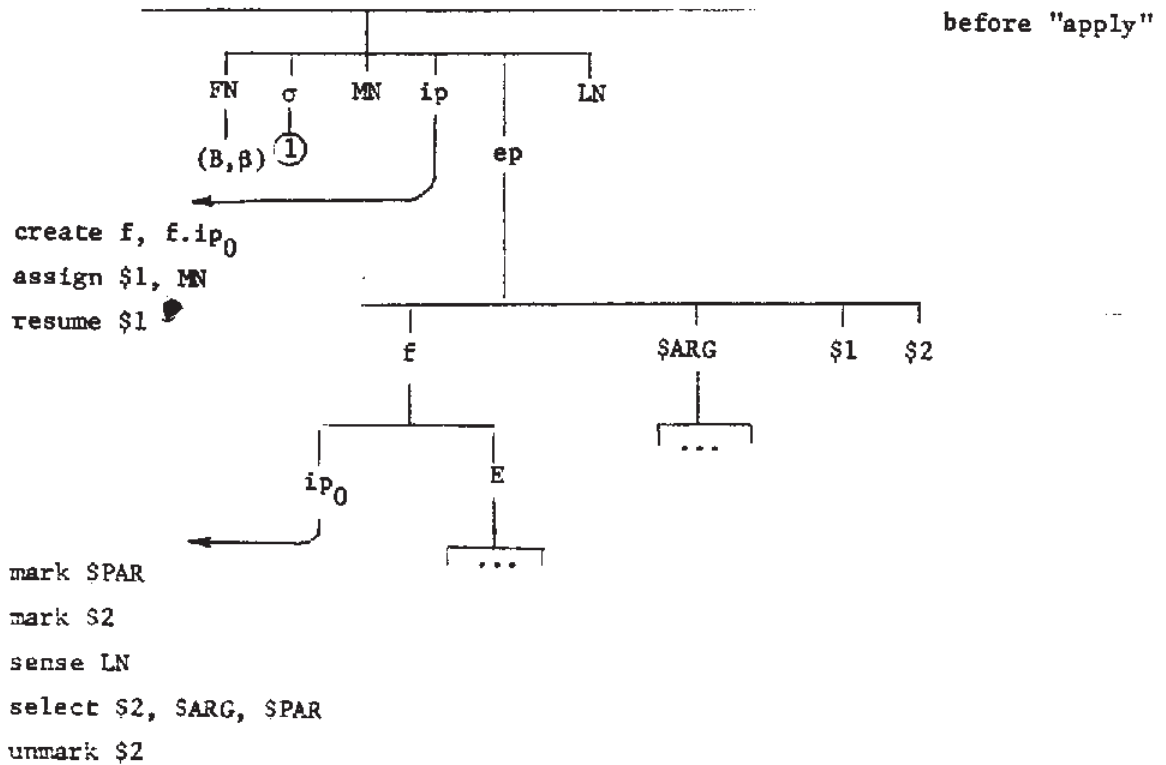 before "apply"
FN σ MN ip LN
(B,β) 1 ep
create f, f.ip₀
assign $1, MN
resume $1
f $ARG $1 $2
...
ip₀ E
...
mark $PAR
mark $2
sense LN
select $2, $ARG, $PAR
unmark $2